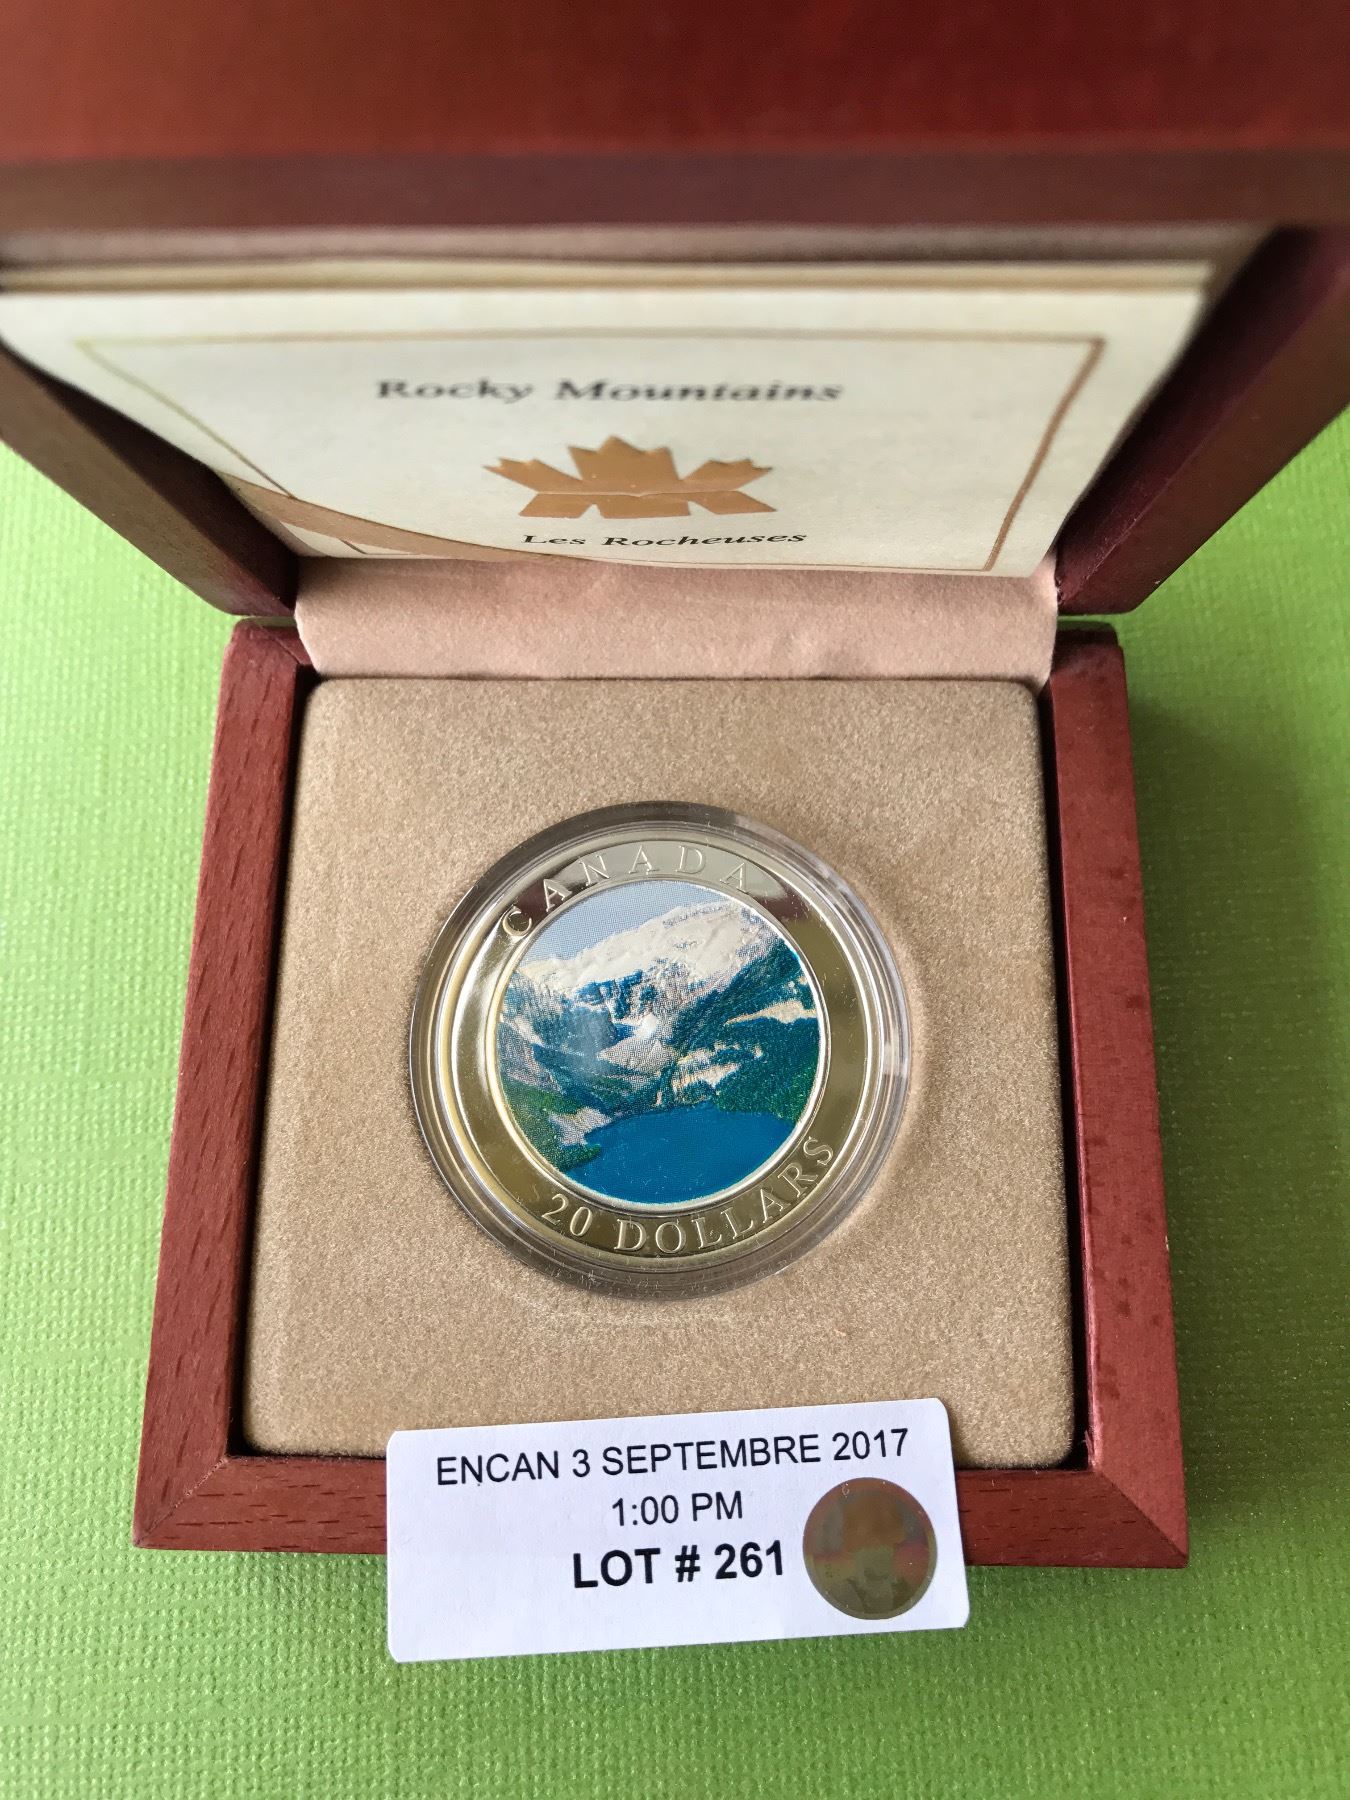 Rocky Mountains
Les Rocheuses
CANADA
20 DOLLARS
ENCAN 3 SEPTEMBRE 2017
1:00 PM
LOT # 261